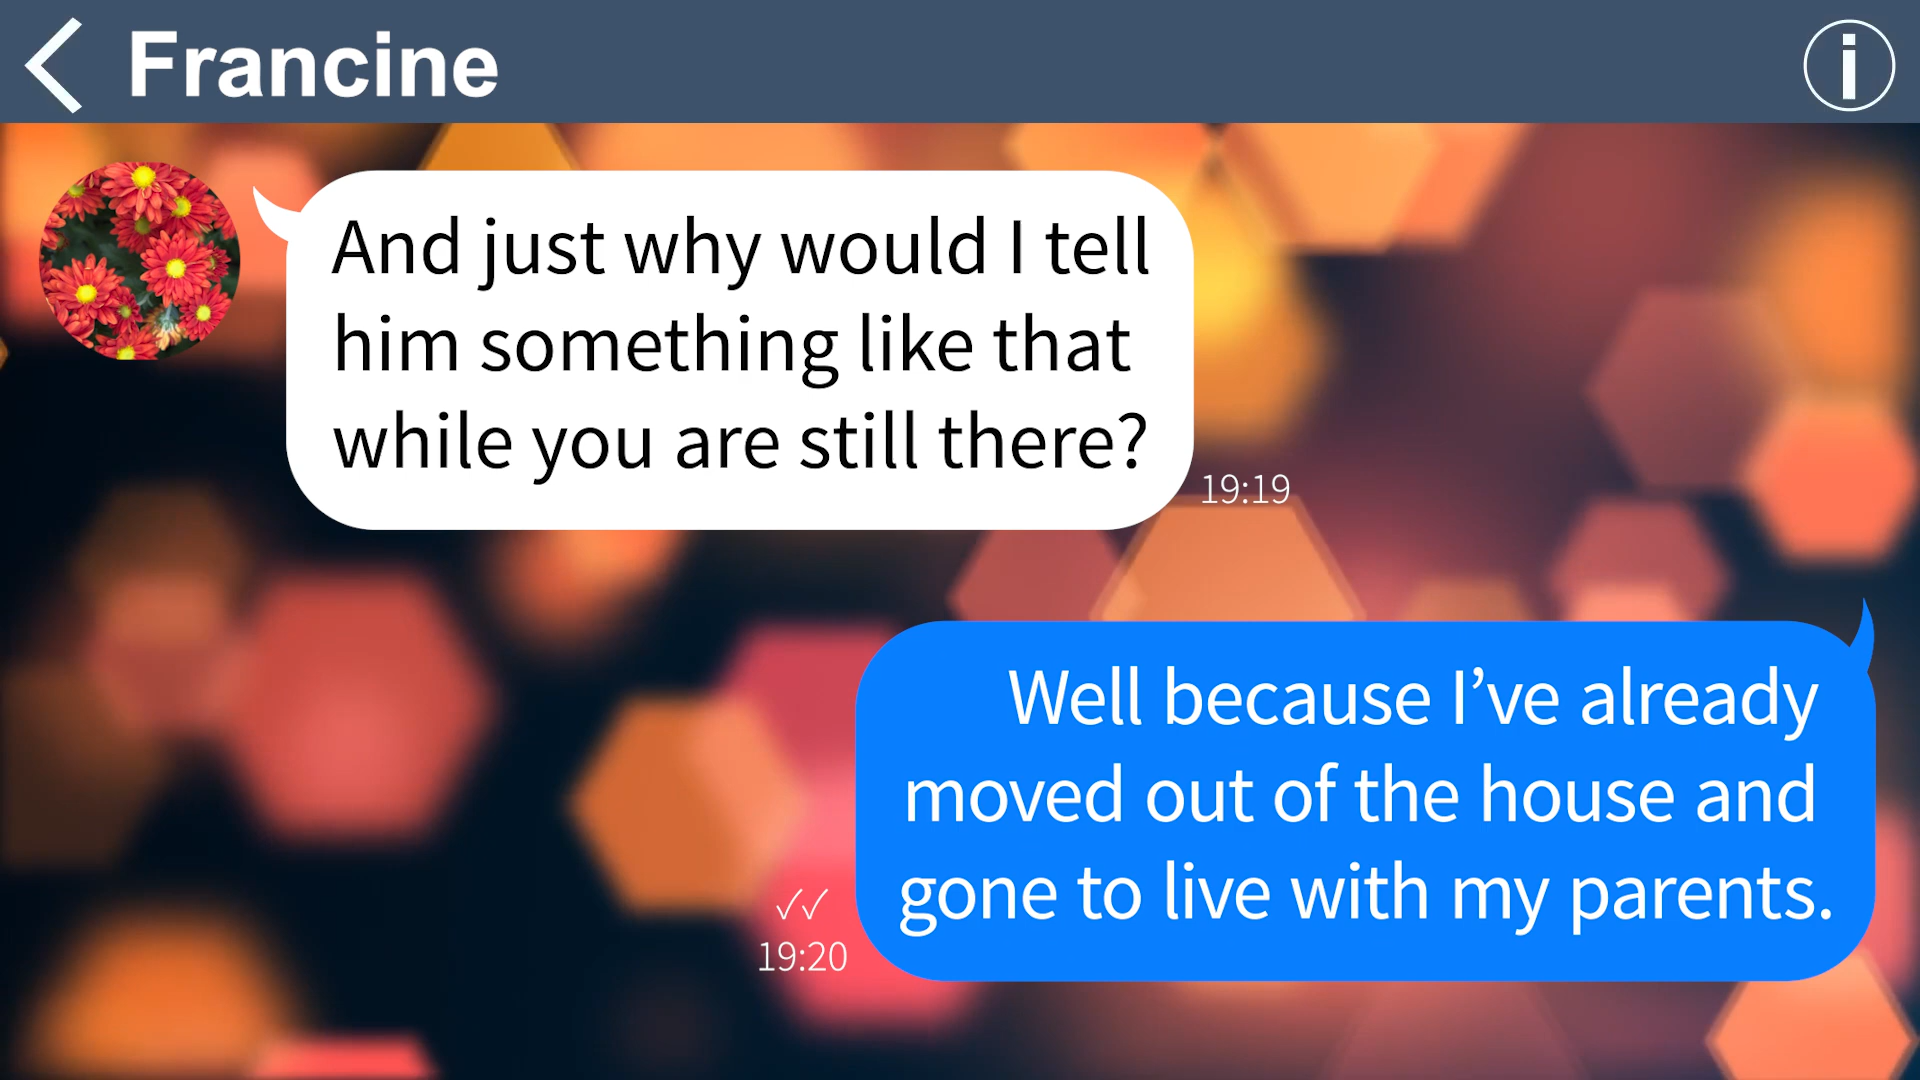 Francine
And just why would I tell
him something like that
while you are still there?
19:19
Well because I’ve already
moved out of the house and
gone to live with my parents.
19:20